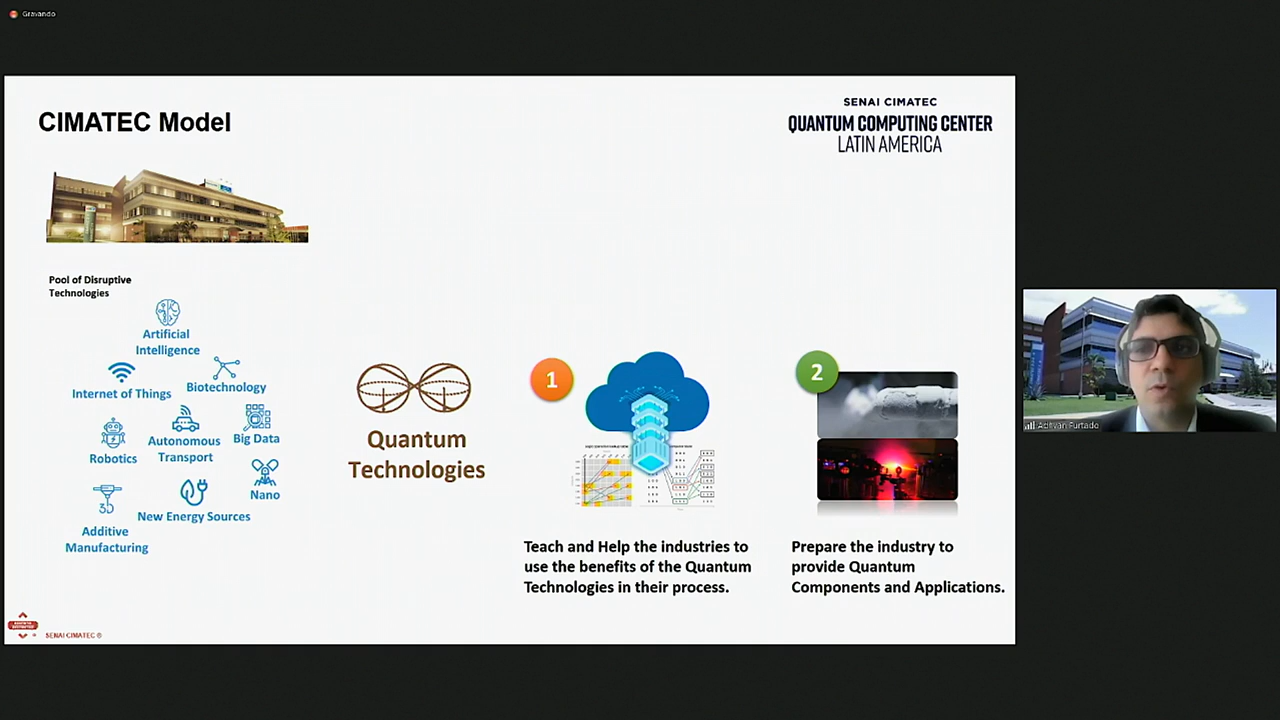 Gravando
CIMATEC Model
SENAI CIMATEC
QUANTUM COMPUTING CENTER
LATIN AMERICA
Pool of Disruptive
Technologies
Artificial
Intelligence
Internet of Things
Biotechnology
Robotics
Autonomous
Transport
Big Data
Nano
New Energy Sources
Additive
Manufacturing
Quantum
Technologies
1
Teach and Help the industries to
use the benefits of the Quantum
Technologies in their process.
2
Prepare the industry to
provide Quantum
Components and Applications.
SENAI CIMATEC ®
Furtado